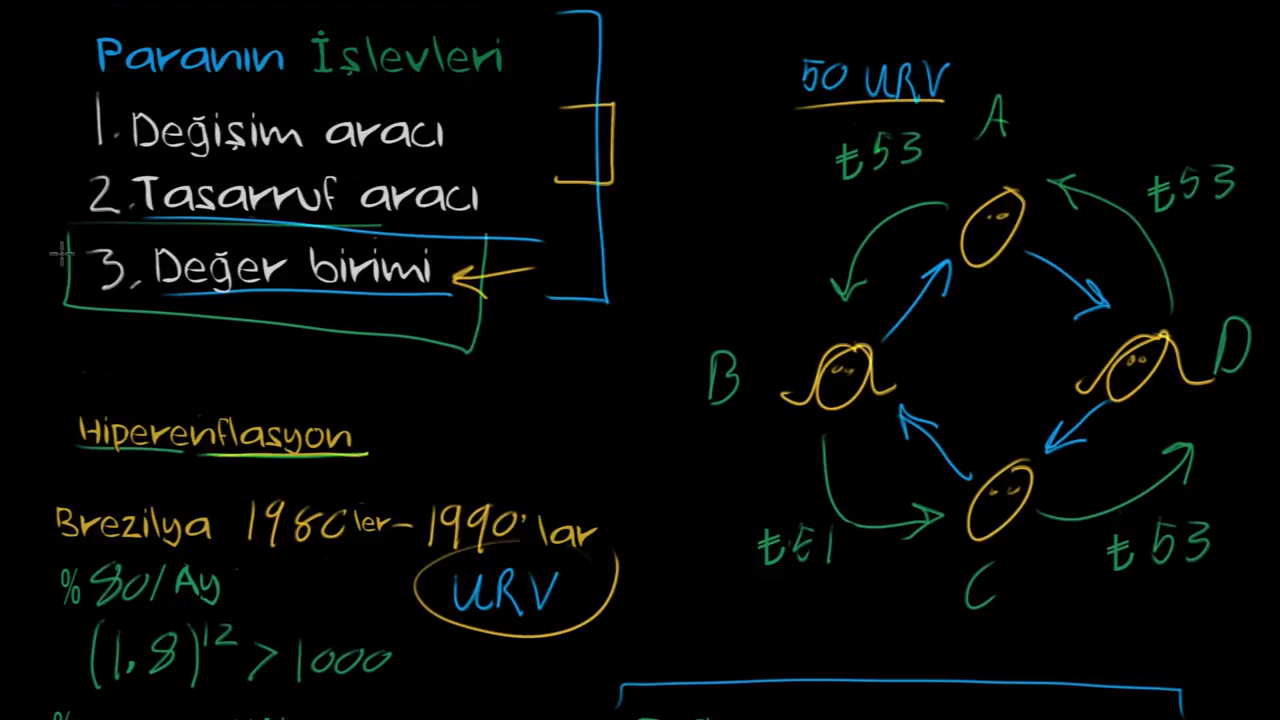 Paranın İşlevleri
1. Değişim aracı
2. Tasarruf aracı
3. Değer birimi
Hiperenflasyon
Brezilya 1980'ler - 1990'lar
%80/Ay
URV
(1,8)^12 > 1000
50 URV
₺53
A
₺53
B
D
₺51
₺53
C